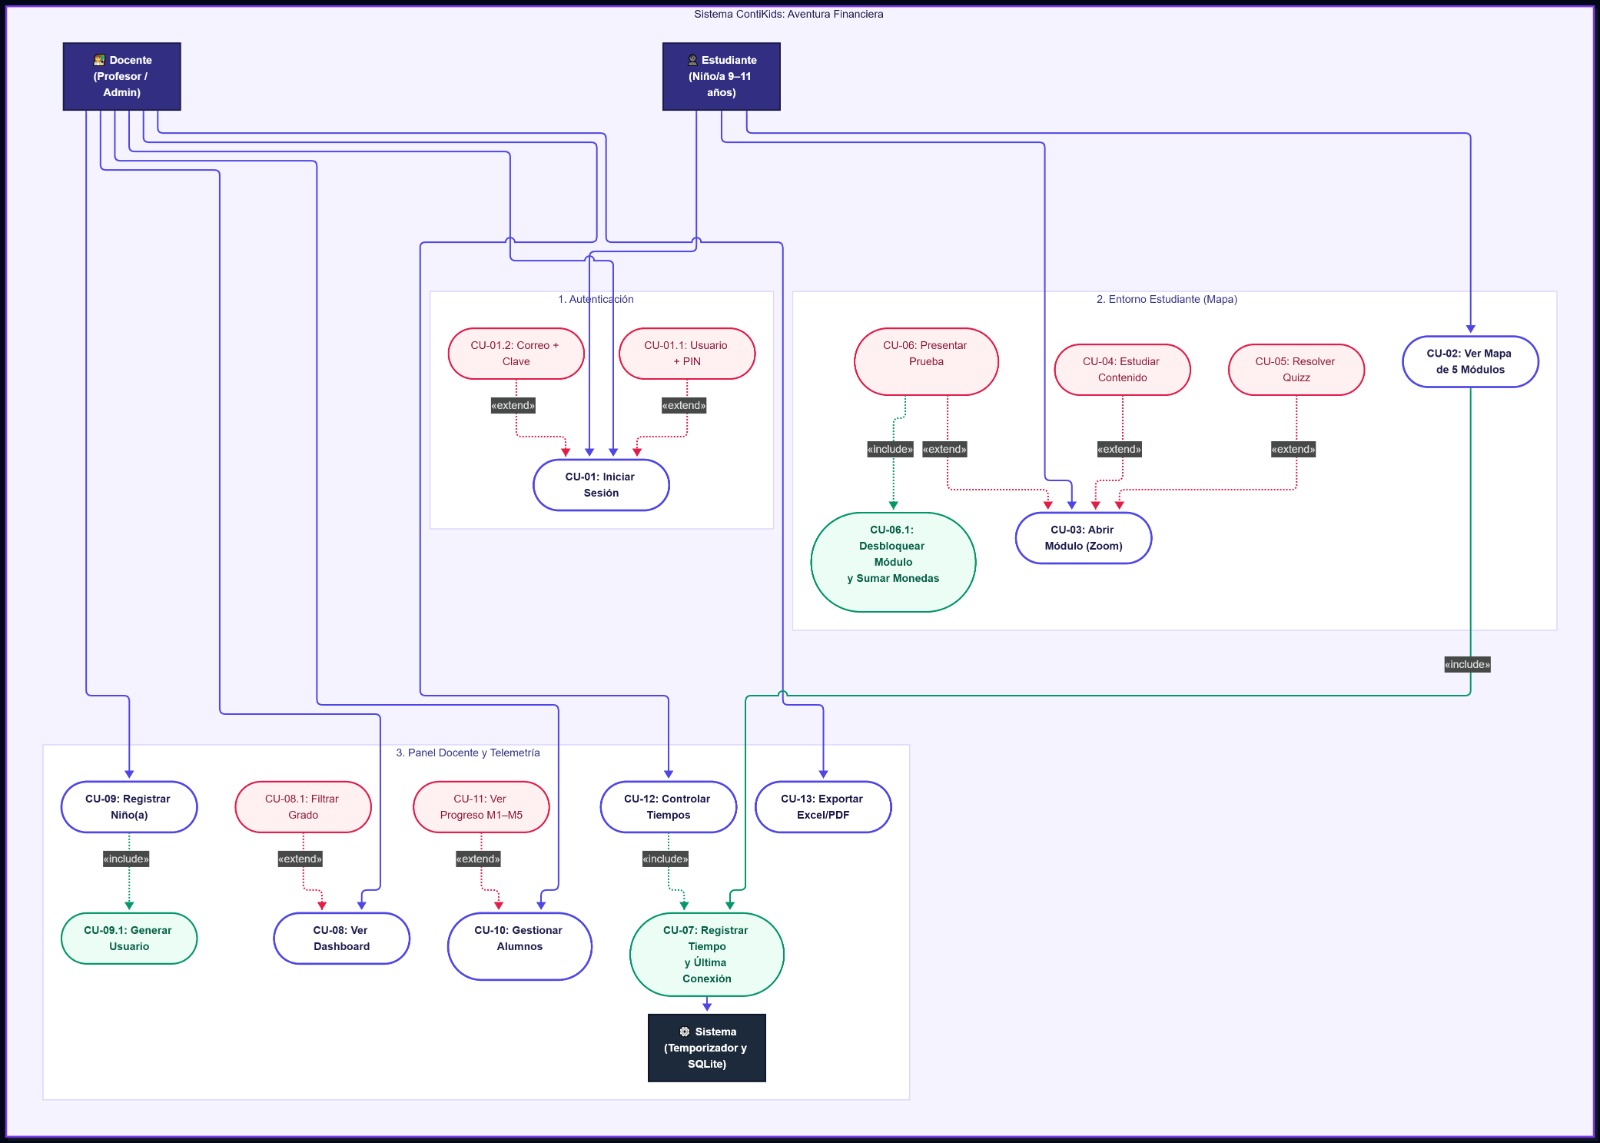 Sistema ContiKids: Aventura Financiera
Docente
(Profesor /
Admin)
Estudiante
(Niño/a 9–11
años)
1. Autenticación
CU-01.2: Correo +
Clave
CU-01.1: Usuario
+ PIN
«extend»
«extend»
CU-01: Iniciar
Sesión
2. Entorno Estudiante (Mapa)
CU-06: Presentar
Prueba
CU-04: Estudiar
Contenido
CU-05: Resolver
Quizz
CU-02: Ver Mapa
de 5 Módulos
«include»
«extend»
«extend»
«extend»
CU-06.1:
Desbloquear
Módulo
y Sumar Monedas
CU-03: Abrir
Módulo (Zoom)
«include»
3. Panel Docente y Telemetría
CU-09: Registrar
Niño(a)
CU-08.1: Filtrar
Grado
CU-11: Ver
Progreso M1–M5
CU-12: Controlar
Tiempos
CU-13: Exportar
Excel/PDF
«include»
«extend»
«extend»
«include»
CU-09.1: Generar
Usuario
CU-08: Ver
Dashboard
CU-10: Gestionar
Alumnos
CU-07: Registrar
Tiempo
y Última
Conexión
Sistema
(Temporizador y
SQLite)